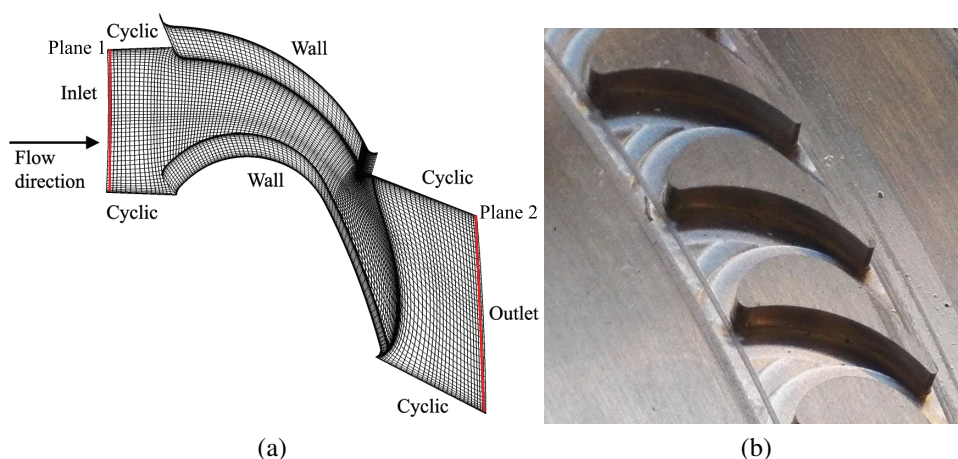 Cyclic
Plane 1
Wall
Inlet
Flow
direction
Wall
Cyclic
Cyclic
Plane 2
Outlet
Cyclic
(a)
(b)